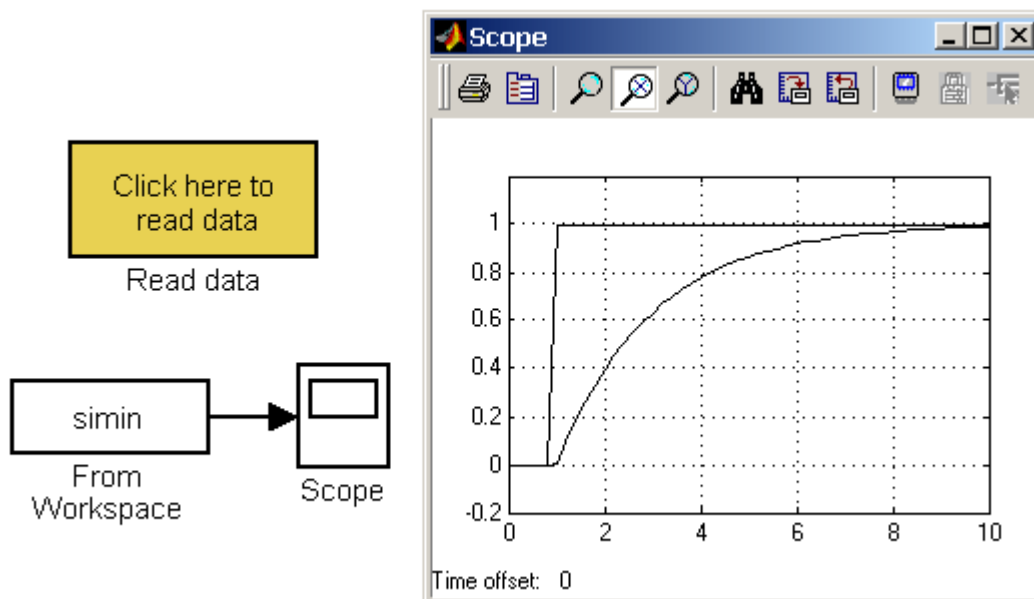 Click here to
read data
Read data
simin
From
Workspace
Scope
Scope
1
0.8
0.6
0.4
0.2
0
-0.2
0 2 4 6 8 10
Time offset: 0